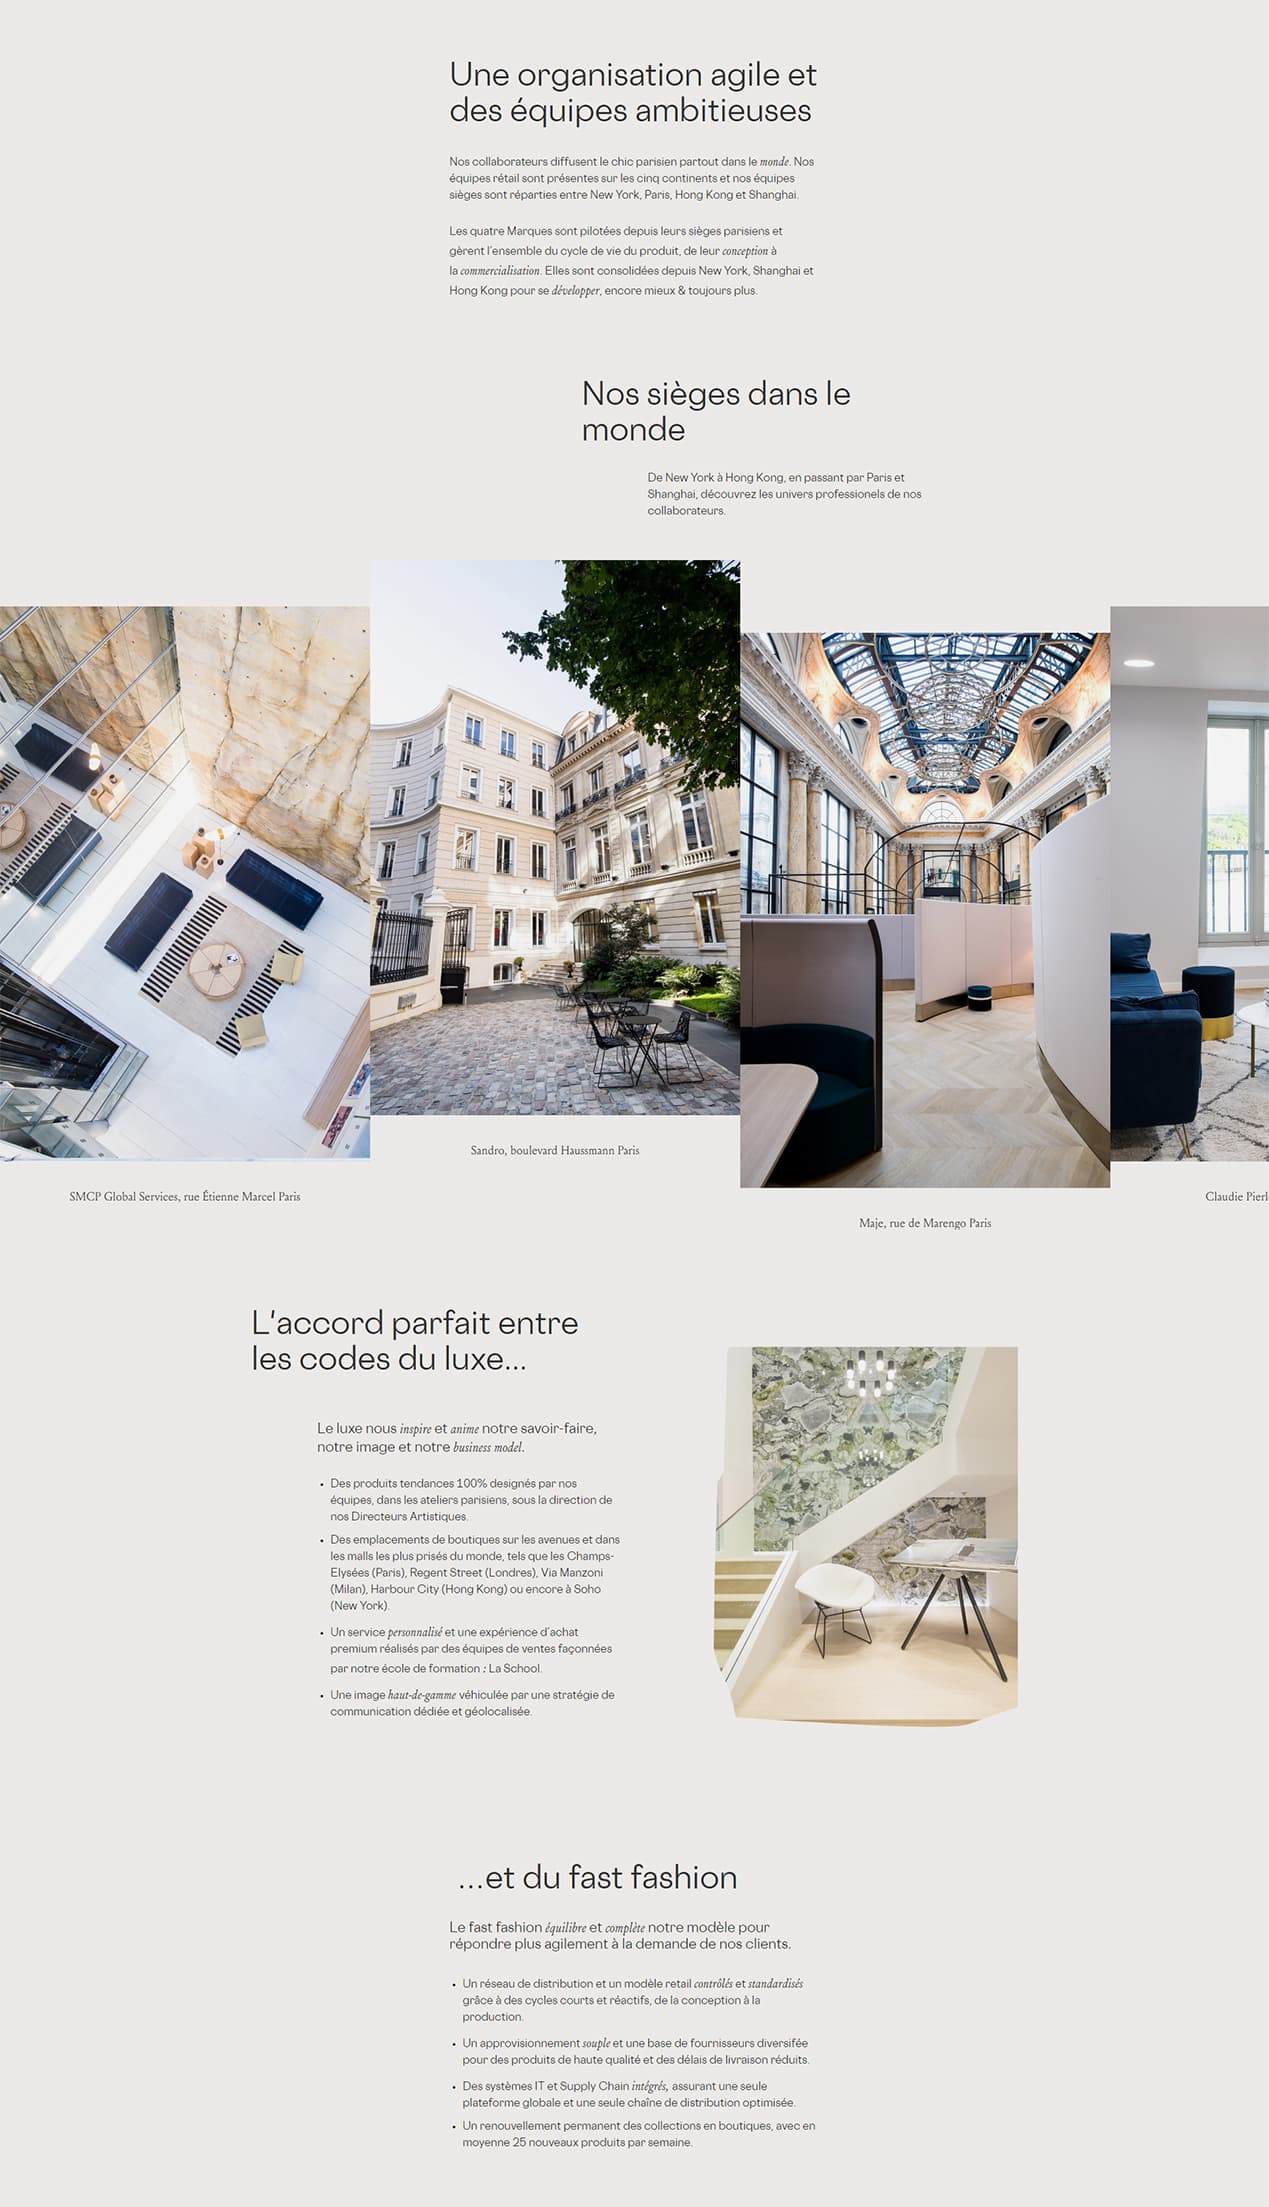 Une organisation agile et
des équipes ambitieuses
Nos collaborateurs diffusent le chic parisien partout dans le monde. Nos
équipes rétail sont présentes sur les cinq continents et nos équipes
sièges sont réparties entre New York, Paris, Hong Kong et Shanghai.
Les quatre Marques sont pilotées depuis leurs sièges parisiens et
gèrent l'ensemble du cycle de vie du produit, de leur conception à
la commercialisation. Elles sont consolidées depuis New York, Shanghai et
Hong Kong pour se développer, encore mieux & toujours plus.
Nos sièges dans le
monde
De New York à Hong Kong, en passant par Paris et
Shanghai, découvrez les univers professionels de nos
collaborateurs.
Sandro, boulevard Haussmann Paris
SMCP Global Services, rue Étienne Marcel Paris
Claudie Pierl
Maje, rue de Marengo Paris
L'accord parfait entre
les codes du luxe...
Le luxe nous inspire et anime notre savoir-faire,
notre image et notre business model.
• Des produits tendances 100% designés par nos
équipes, dans les ateliers parisiens, sous la direction de
nos Directeurs Artistiques.
• Des emplacements de boutiques sur les avenues et dans
les malls les plus prisés du monde, tels que les Champs-
Elysées (Paris), Regent Street (Londres), Via Manzoni
(Milan), Harbour City (Hong Kong) ou encore à Soho
(New York).
• Un service personnalisé et une expérience d'achat
premium réalisés par des équipes de ventes façonnées
par notre école de formation : La School.
• Une image haut-de-gamme véhiculée par une stratégie de
communication dédiée et géolocalisée.
...et du fast fashion
Le fast fashion équilibre et complète notre modèle pour
répondre plus agilement à la demande de nos clients.
• Un réseau de distribution et un modèle retail contrôlés et standardisés
grâce à des cycles courts et réactifs, de la conception à la
production.
• Un approvisionnement souple et une base de fournisseurs diversifée
pour des produits de haute qualité et des délais de livraison réduits.
• Des systèmes IT et Supply Chain intégrés, assurant une seule
plateforme globale et une seule chaîne de distribution optimisée.
• Un renouvellement permanent des collections en boutiques, avec en
moyenne 25 nouveaux produits par semaine.